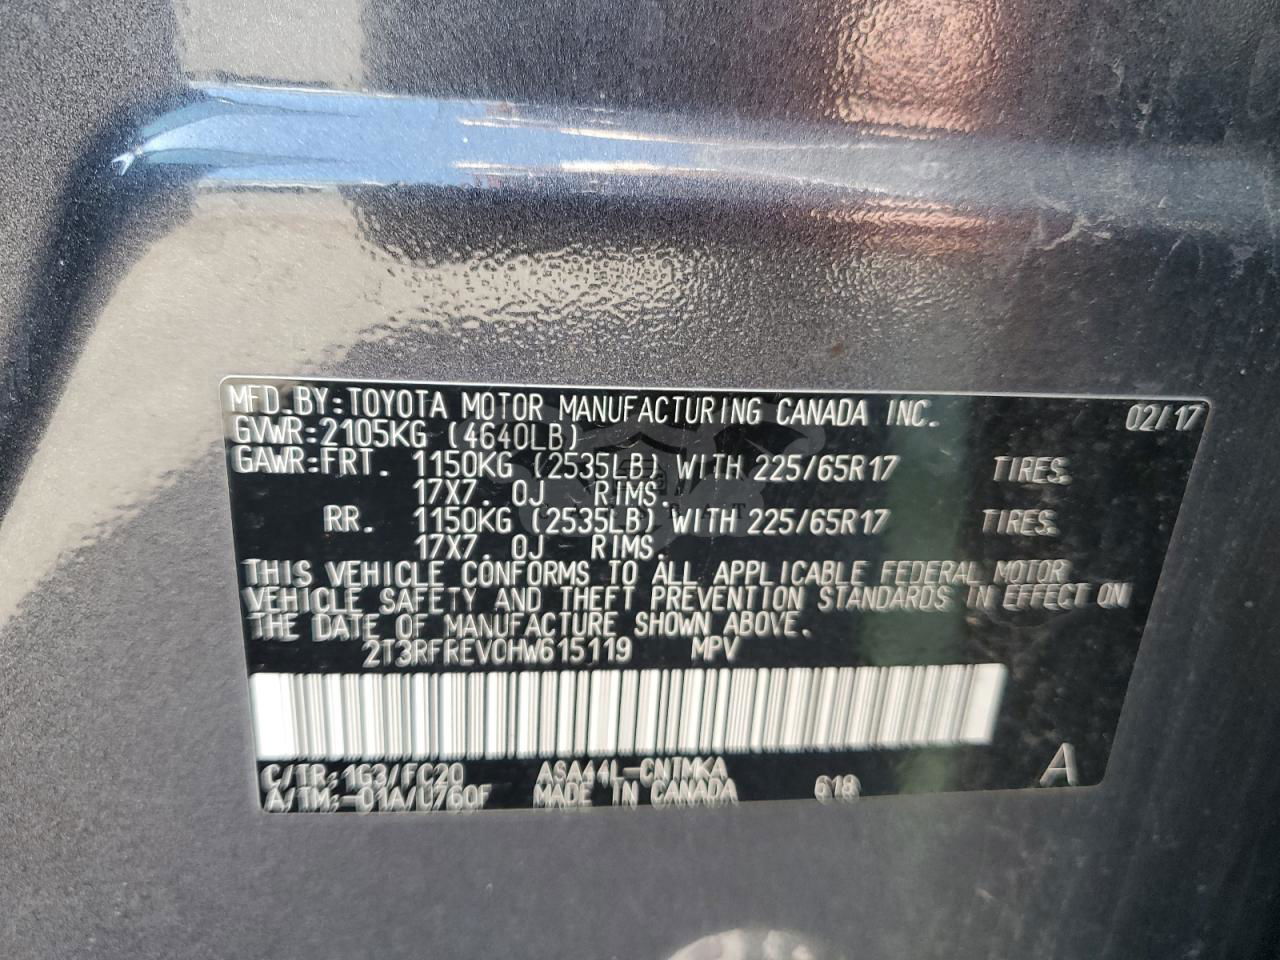 MFD.BY:TOYOTA MOTOR MANUFACTURING CANADA INC. 02/17
GVWR:2105KG (4640LB)
GAWR:FRT. 1150KG (2535LB) WITH 225/65R17 TIRES
17X7.0J RIMS.
RR. 1150KG (2535LB) WITH 225/65R17 TIRES
17X7.0J RIMS.
THIS VEHICLE CONFORMS TO ALL APPLICABLE FEDERAL MOTOR
VEHICLE SAFETY AND THEFT PREVENTION STANDARDS IN EFFECT ON
THE DATE OF MANUFACTURE SHOWN ABOVE.
2T3RFREV0HW615119 MPV
C/TR:1G3/FC20 ASA44L-CNTMKA 618 A
A/TM:-01A/U760F MADE IN CANADA